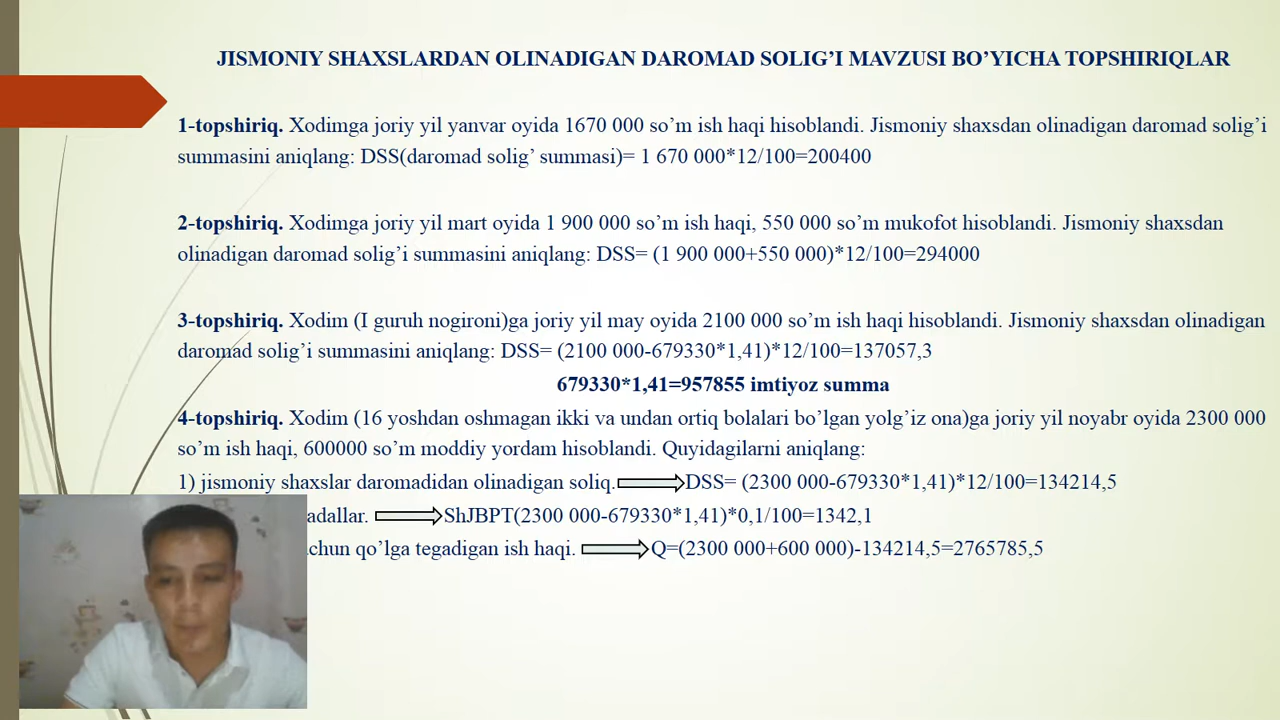 JISMONIY SHAXSLARDAN OLINADIGAN DAROMAD SOLIG’I MAVZUSI BO’YICHA TOPSHIRIQLAR
1-topshiriq. Xodimga joriy yil yanvar oyida 1670 000 so’m ish haqi hisoblandi. Jismoniy shaxsdan olinadigan daromad solig’i
summasini aniqlang: DSS(daromad solig’ summasi)= 1 670 000*12/100=200400
2-topshiriq. Xodimga joriy yil mart oyida 1 900 000 so’m ish haqi, 550 000 so’m mukofot hisoblandi. Jismoniy shaxsdan
olinadigan daromad solig’i summasini aniqlang: DSS= (1 900 000+550 000)*12/100=294000
3-topshiriq. Xodim (I guruh nogironi)ga joriy yil may oyida 2100 000 so’m ish haqi hisoblandi. Jismoniy shaxsdan olinadigan
daromad solig’i summasini aniqlang: DSS= (2100 000-679330*1,41)*12/100=137057,3
679330*1,41=957855 imtiyoz summa
4-topshiriq. Xodim (16 yoshdan oshmagan ikki va undan ortiq bolalari bo’lgan yolg’iz ona)ga joriy yil noyabr oyida 2300 000
so’m ish haqi, 600000 so’m moddiy yordam hisoblandi. Quyidagilarni aniqlang:
1) jismoniy shaxslar daromadidan olinadigan soliq. DSS= (2300 000-679330*1,41)*12/100=134214,5
adallar. ShJBPT(2300 000-679330*1,41)*0,1/100=1342,1
chun qo’lga tegadigan ish haqi. Q=(2300 000+600 000)-134214,5=2765785,5